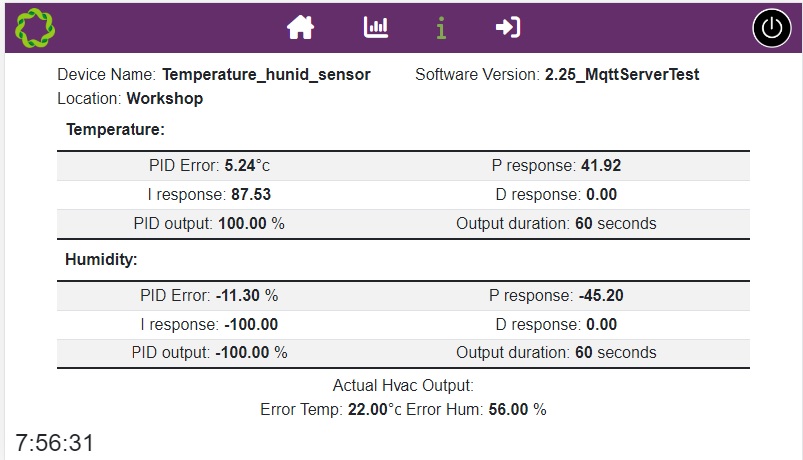 Device Name: Temperature_hunid_sensor Software Version: 2.25_MqttServerTest
Location: Workshop
Temperature:
PID Error: 5.24°c P response: 41.92
I response: 87.53 D response: 0.00
PID output: 100.00 % Output duration: 60 seconds
Humidity:
PID Error: -11.30 % P response: -45.20
I response: -100.00 D response: 0.00
PID output: -100.00 % Output duration: 60 seconds
Actual Hvac Output:
Error Temp: 22.00°c Error Hum: 56.00 %
7:56:31